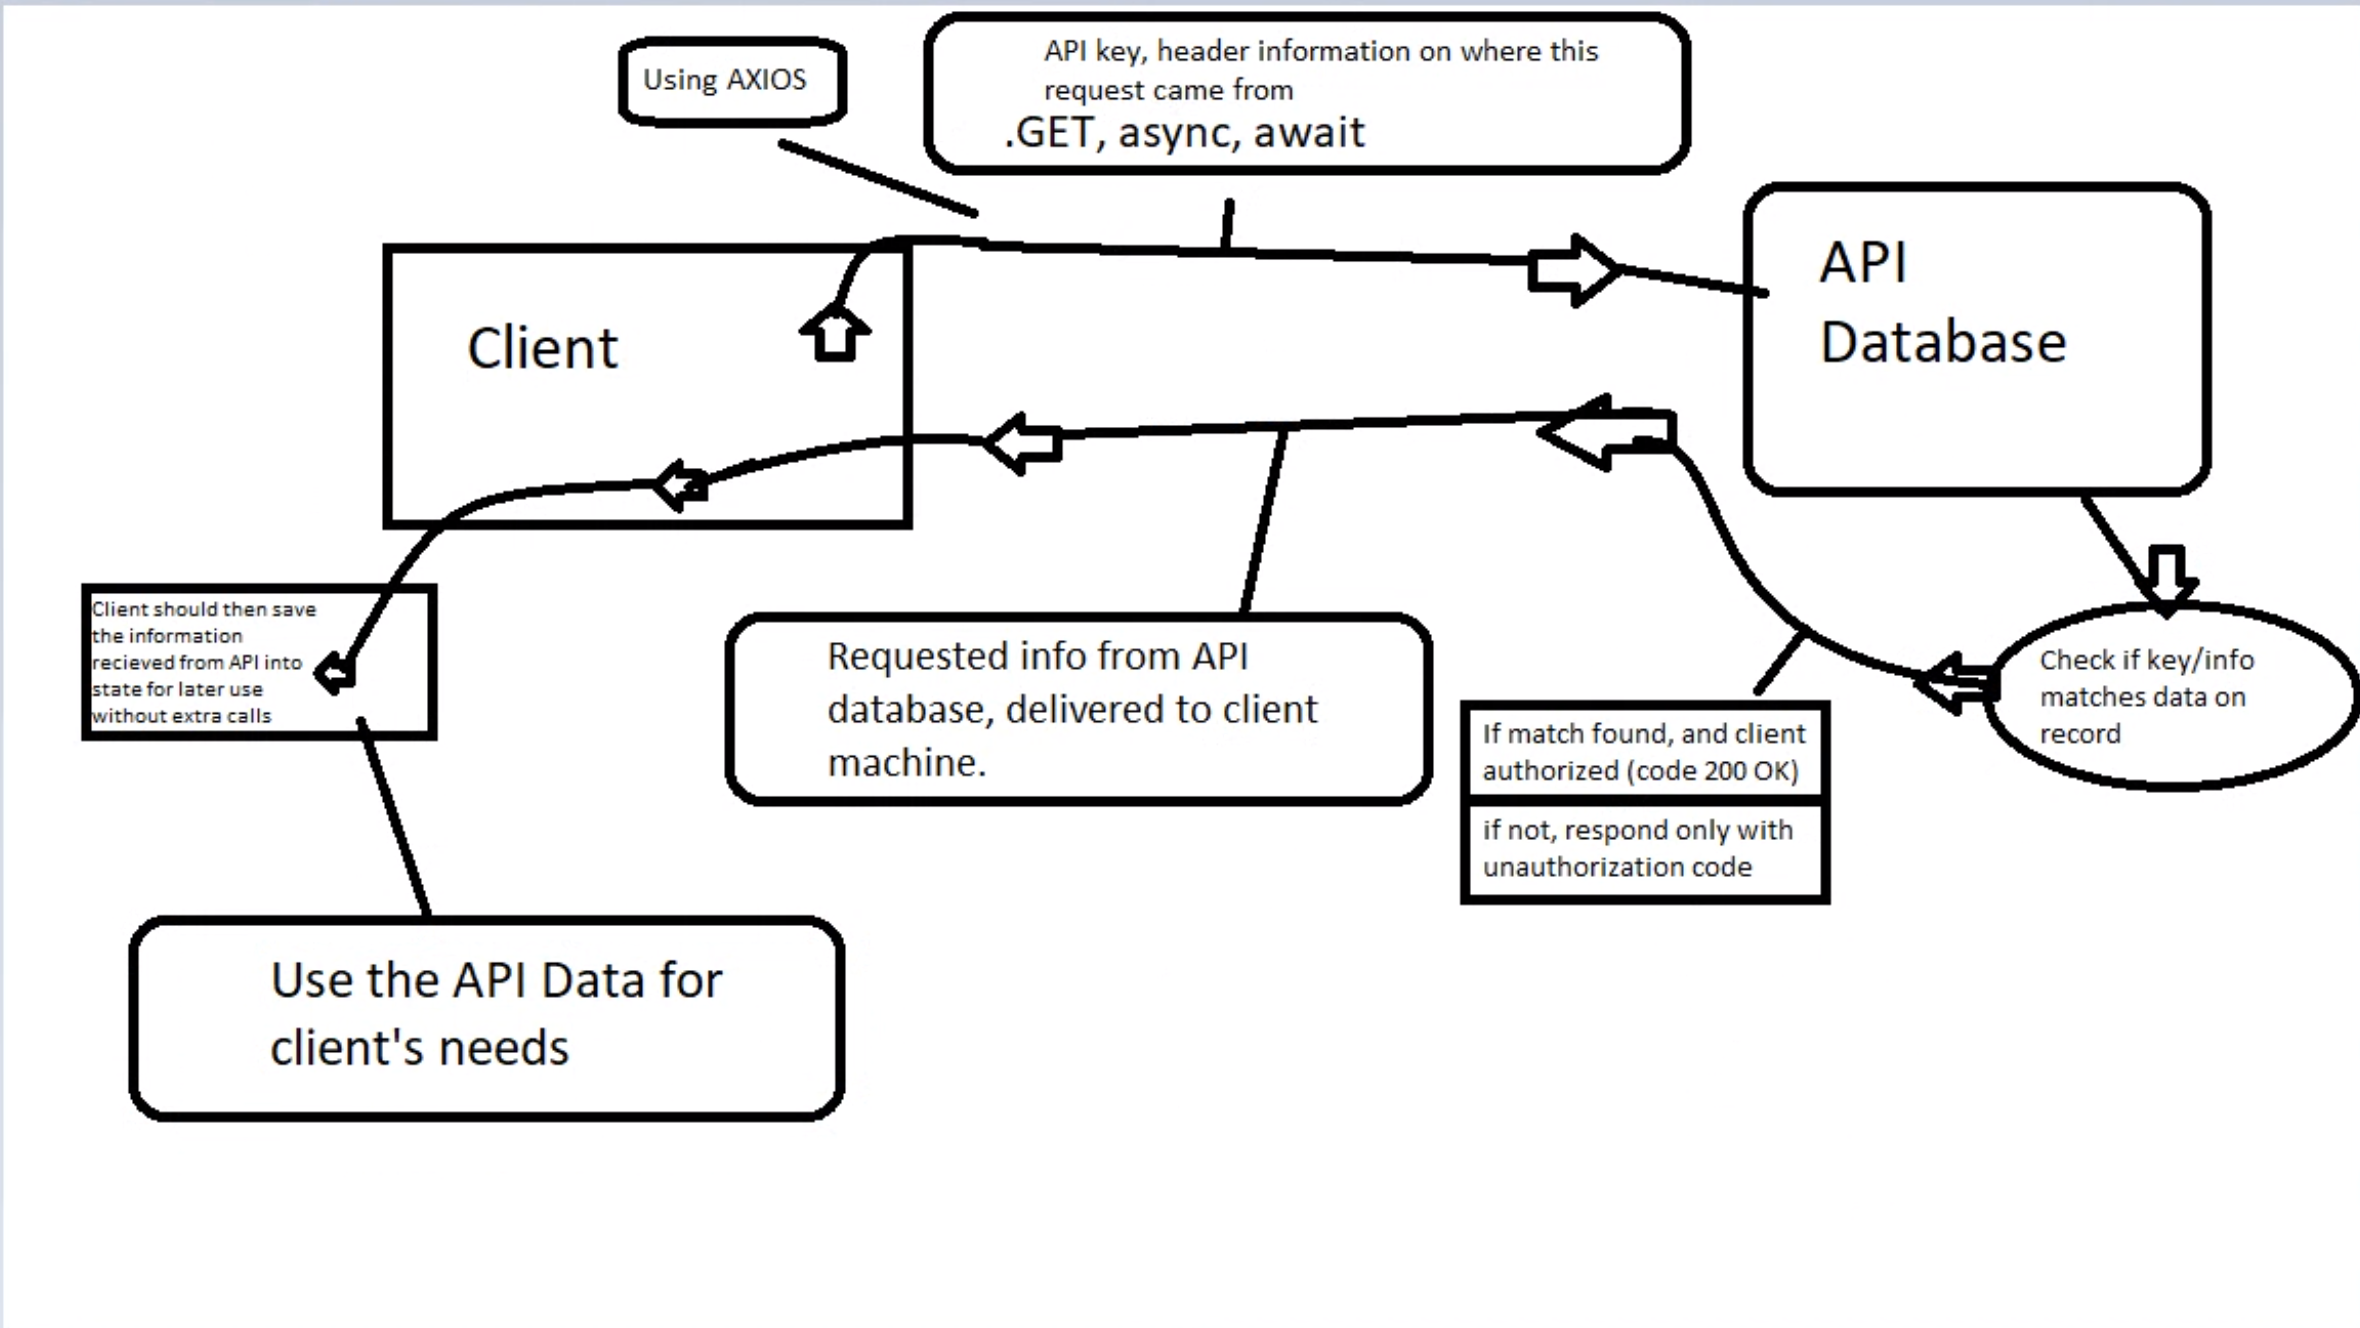 Using AXIOS
API key, header information on where this
request came from
.GET, async, await
API
Database
Client
Client should then save
the information
recieved from API into
state for later use
without extra calls
Requested info from API
database, delivered to client
machine.
Check if key/info
matches data on
record
If match found, and client
authorized (code 200 OK)
if not, respond only with
unauthorization code
Use the API Data for
client's needs